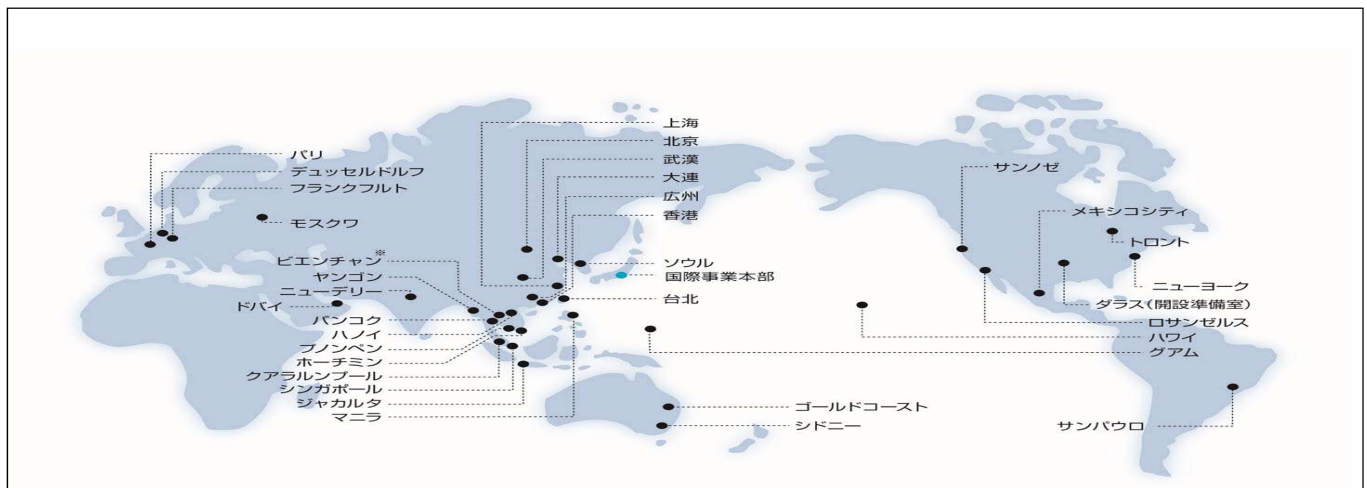 上海
北京
武漢
大連
広州
香港
パリ
デュッセルドルフ
フランクフルト
モスクワ
ビエンチャン※
ヤンゴン
ニューデリー
ドバイ
バンコク
ハノイ
プノンペン
ホーチミン
クアラルンプール
シンガポール
ジャカルタ
マニラ
ソウル
国際事業本部
台北
ゴールドコースト
シドニー
サンノゼ
メキシコシティ
トロント
ニューヨーク
ダラス(開設準備室)
ロサンゼルス
ハワイ
グアム
サンパウロ